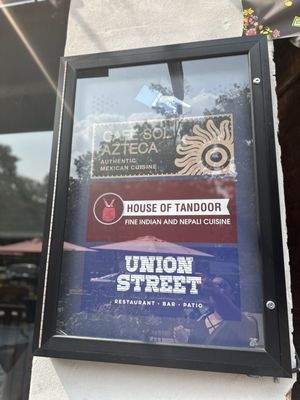 CAFE SOL
AZTECA
AUTHENTIC
MEXICAN CUISINE
HOUSE OF TANDOOR
FINE INDIAN AND NEPALI CUISINE
UNION
STREET
RESTAURANT • BAR • PATIO